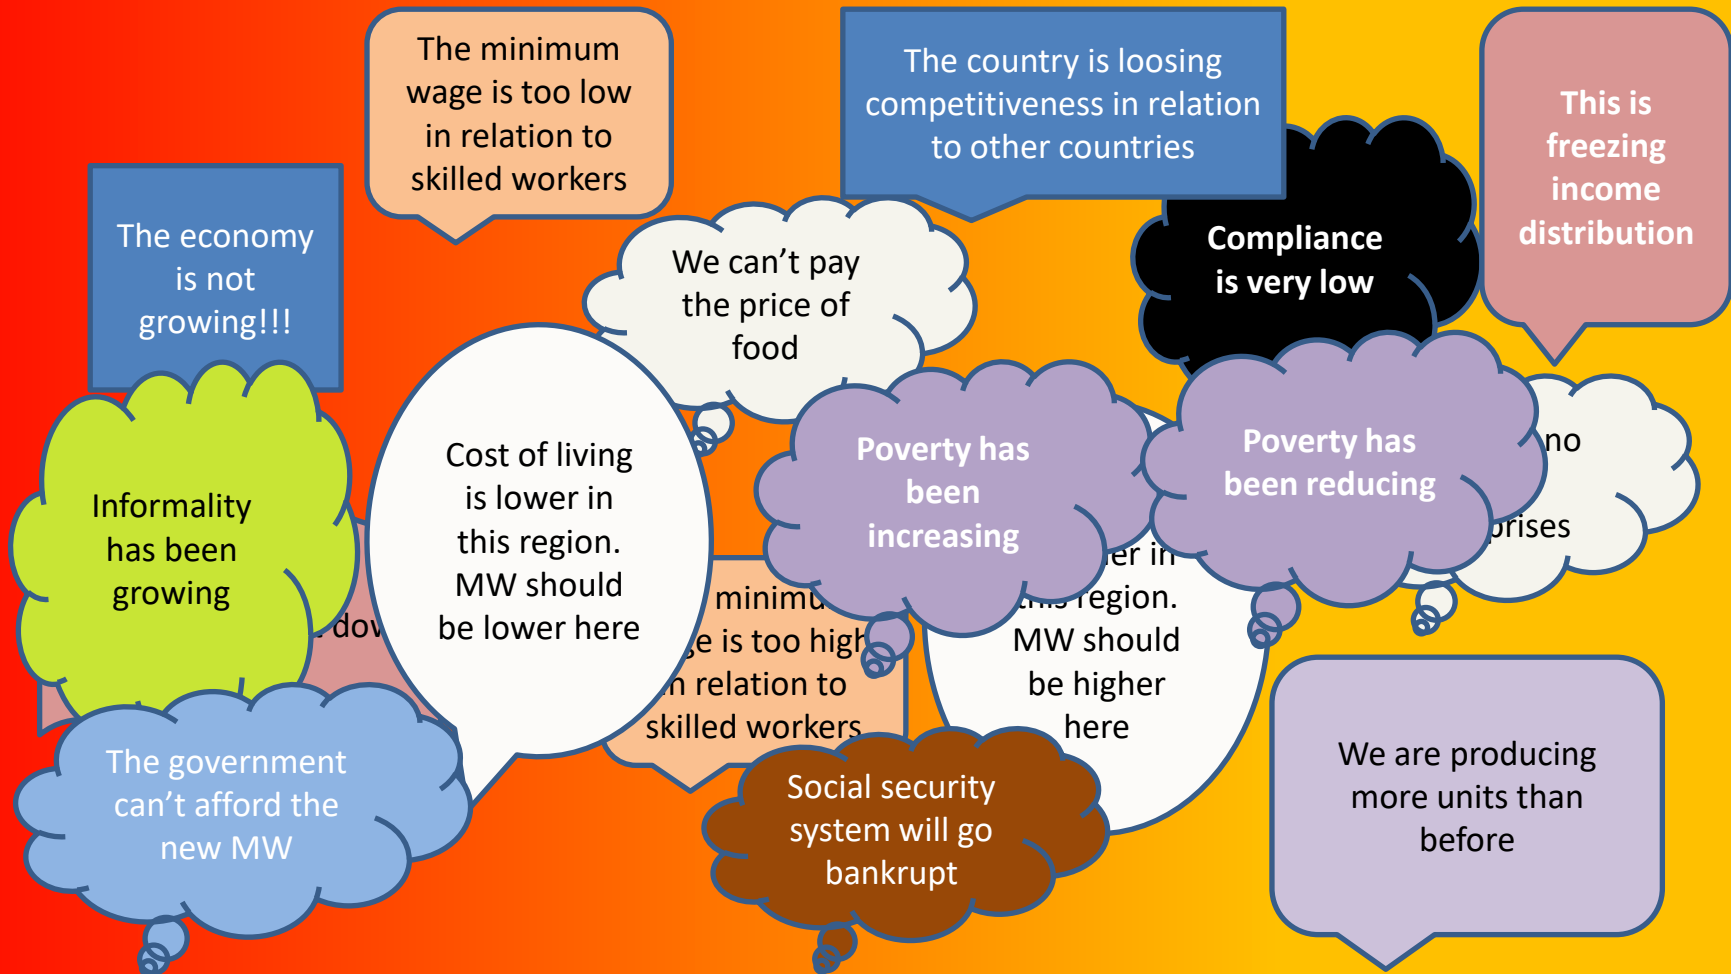 The minimum
wage is too low
in relation to
skilled workers
The country is loosing
competitiveness in relation
to other countries
This is
freezing
income
distribution
The economy
is not
growing!!!
We can’t pay
the price of
food
Compliance
is very low
Cost of living
is lower in
this region.
MW should
be lower here
Poverty has
been
increasing
Poverty has
been reducing
no
Informality
has been
growing
minimum
is too high
in relation to
skilled workers
in
this region.
MW should
be higher
here
The government
can’t afford the
new MW
Social security
system will go
bankrupt
We are producing
more units than
before